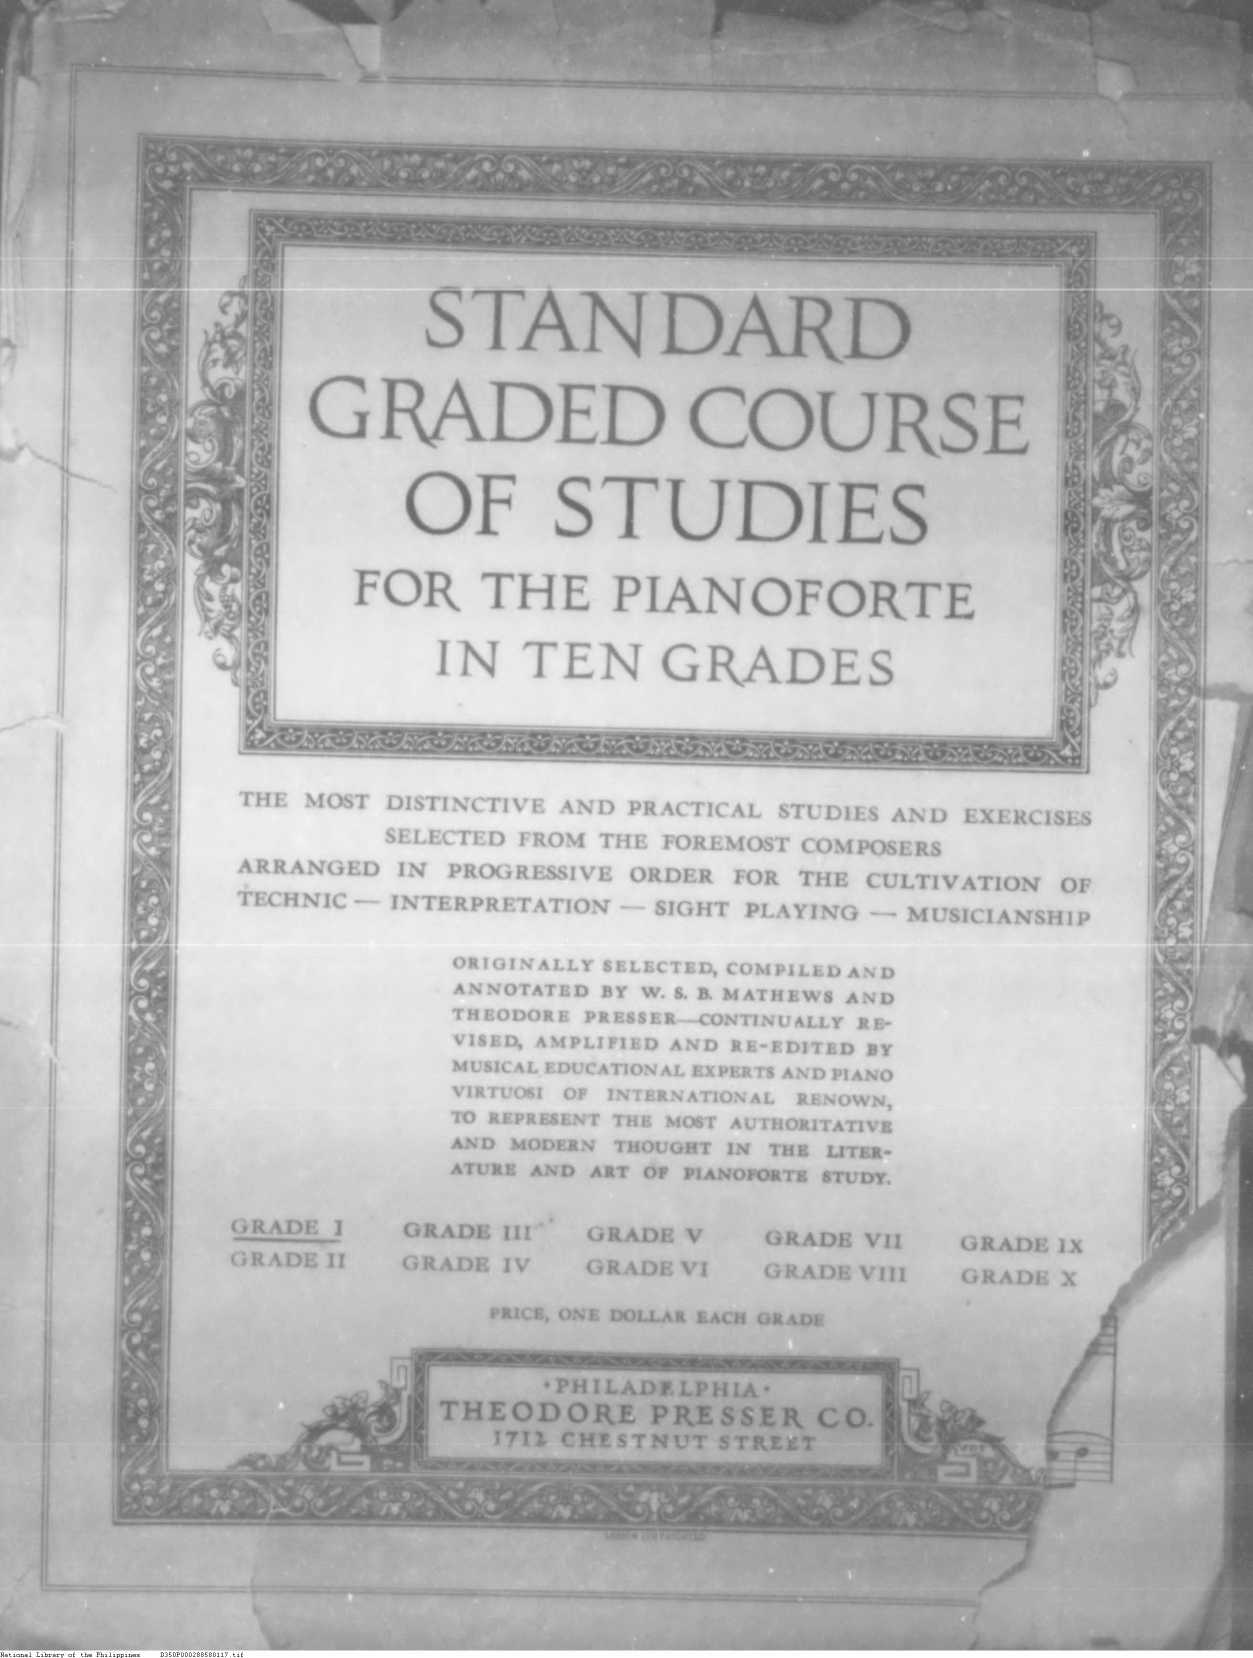 STANDARD
GRADED COURSE
OF STUDIES
FOR THE PIANOFORTE
IN TEN GRADES
THE MOST DISTINCTIVE AND PRACTICAL STUDIES AND EXERCISES
SELECTED FROM THE FOREMOST COMPOSERS
ARRANGED IN PROGRESSIVE ORDER FOR THE CULTIVATION OF
TECHNIC — INTERPRETATION — SIGHT PLAYING — MUSICIANSHIP
ORIGINALLY SELECTED, COMPILED AND
ANNOTATED BY W. S. B. MATHEWS AND
THEODORE PRESSER—CONTINUALLY RE-
VISED, AMPLIFIED AND RE-EDITED BY
MUSICAL EDUCATIONAL EXPERTS AND PIANO
VIRTUOSI OF INTERNATIONAL RENOWN,
TO REPRESENT THE MOST AUTHORITATIVE
AND MODERN THOUGHT IN THE LITER-
ATURE AND ART OF PIANOFORTE STUDY.
GRADE I GRADE III GRADE V GRADE VII GRADE IX
GRADE II GRADE IV GRADE VI GRADE VIII GRADE X
PRICE, ONE DOLLAR EACH GRADE
·PHILADELPHIA·
THEODORE PRESSER CO.
1712 CHESTNUT STREET
National Library of the Philippines D350P000288580117.tif